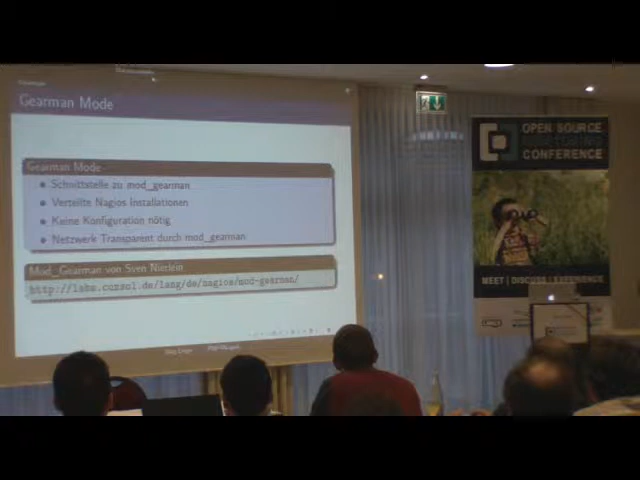 Gearman Mode
Gearman Mode
Schnittstelle zu mod_gearman
Verteilte Nagios Installationen
Keine Konfiguration nötig
Netzwerk Transparent durch mod_gearman
Mod_Gearman von Sven Nierlein
http://labs.consol.de/lang/de/nagios/mod-gearman/
OPEN SOURCE
MONITORING
CONFERENCE
MEET | DISCUSS | EXPERIENCE